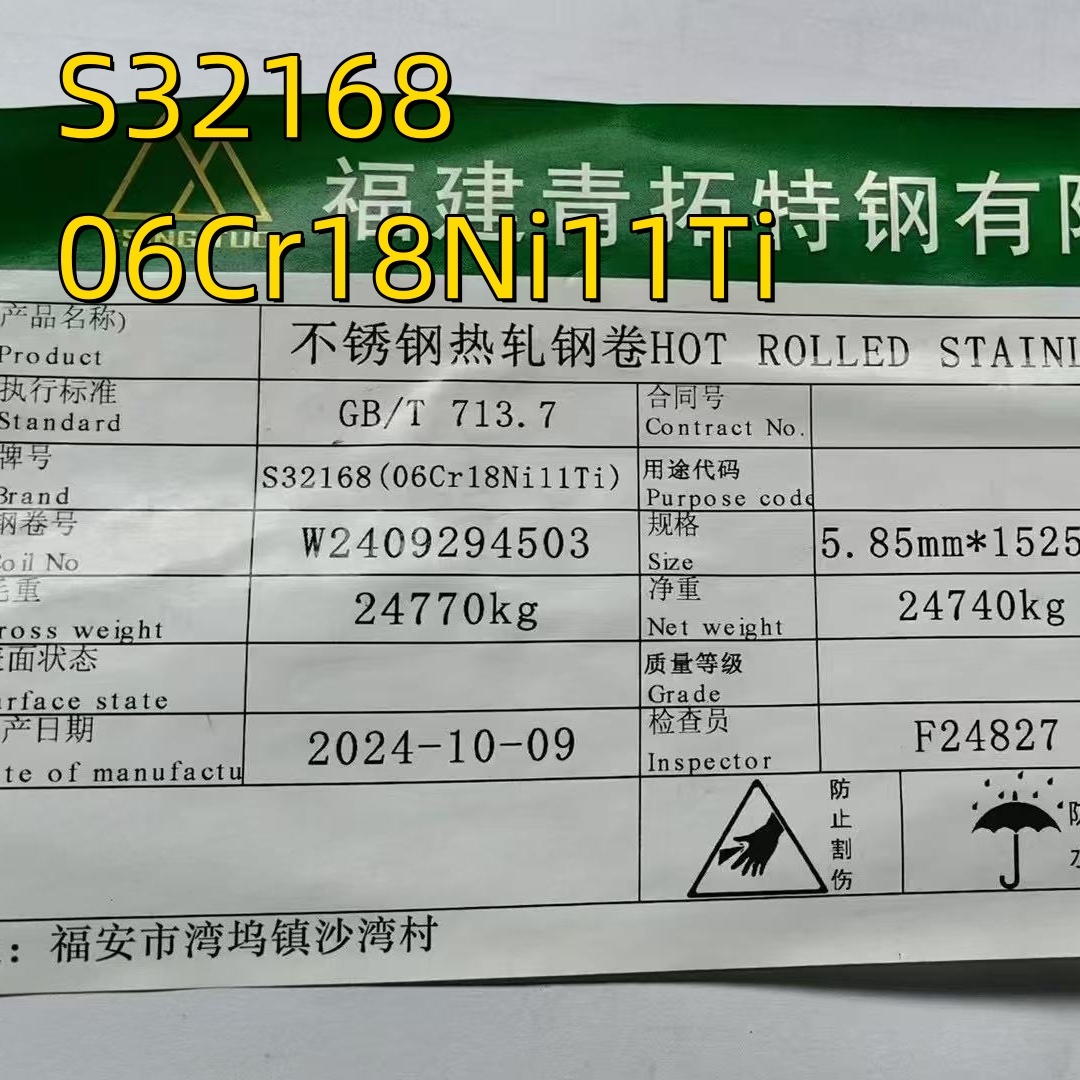 S32168
福建青拓特钢有
06Cr18Ni11Ti
产品名称)
Product
不锈钢热轧钢卷HOT ROLLED STAINL
执行标准
Standard
GB/T 713.7
合同号
Contract No.
牌号
Brand
S32168(06Cr18Ni11Ti)
用途代码
Purpose code
钢卷号
Coil No
W2409294503
规格
Size
5.85mm*1525
毛重
ross weight
24770kg
净重
Net weight
24740kg
面状态
rface state
质量等级
Grade
产日期
te of manufactu
2024-10-09
检查员
Inspector
F24827
防
止
割
伤
防
水
: 福安市湾坞镇沙湾村